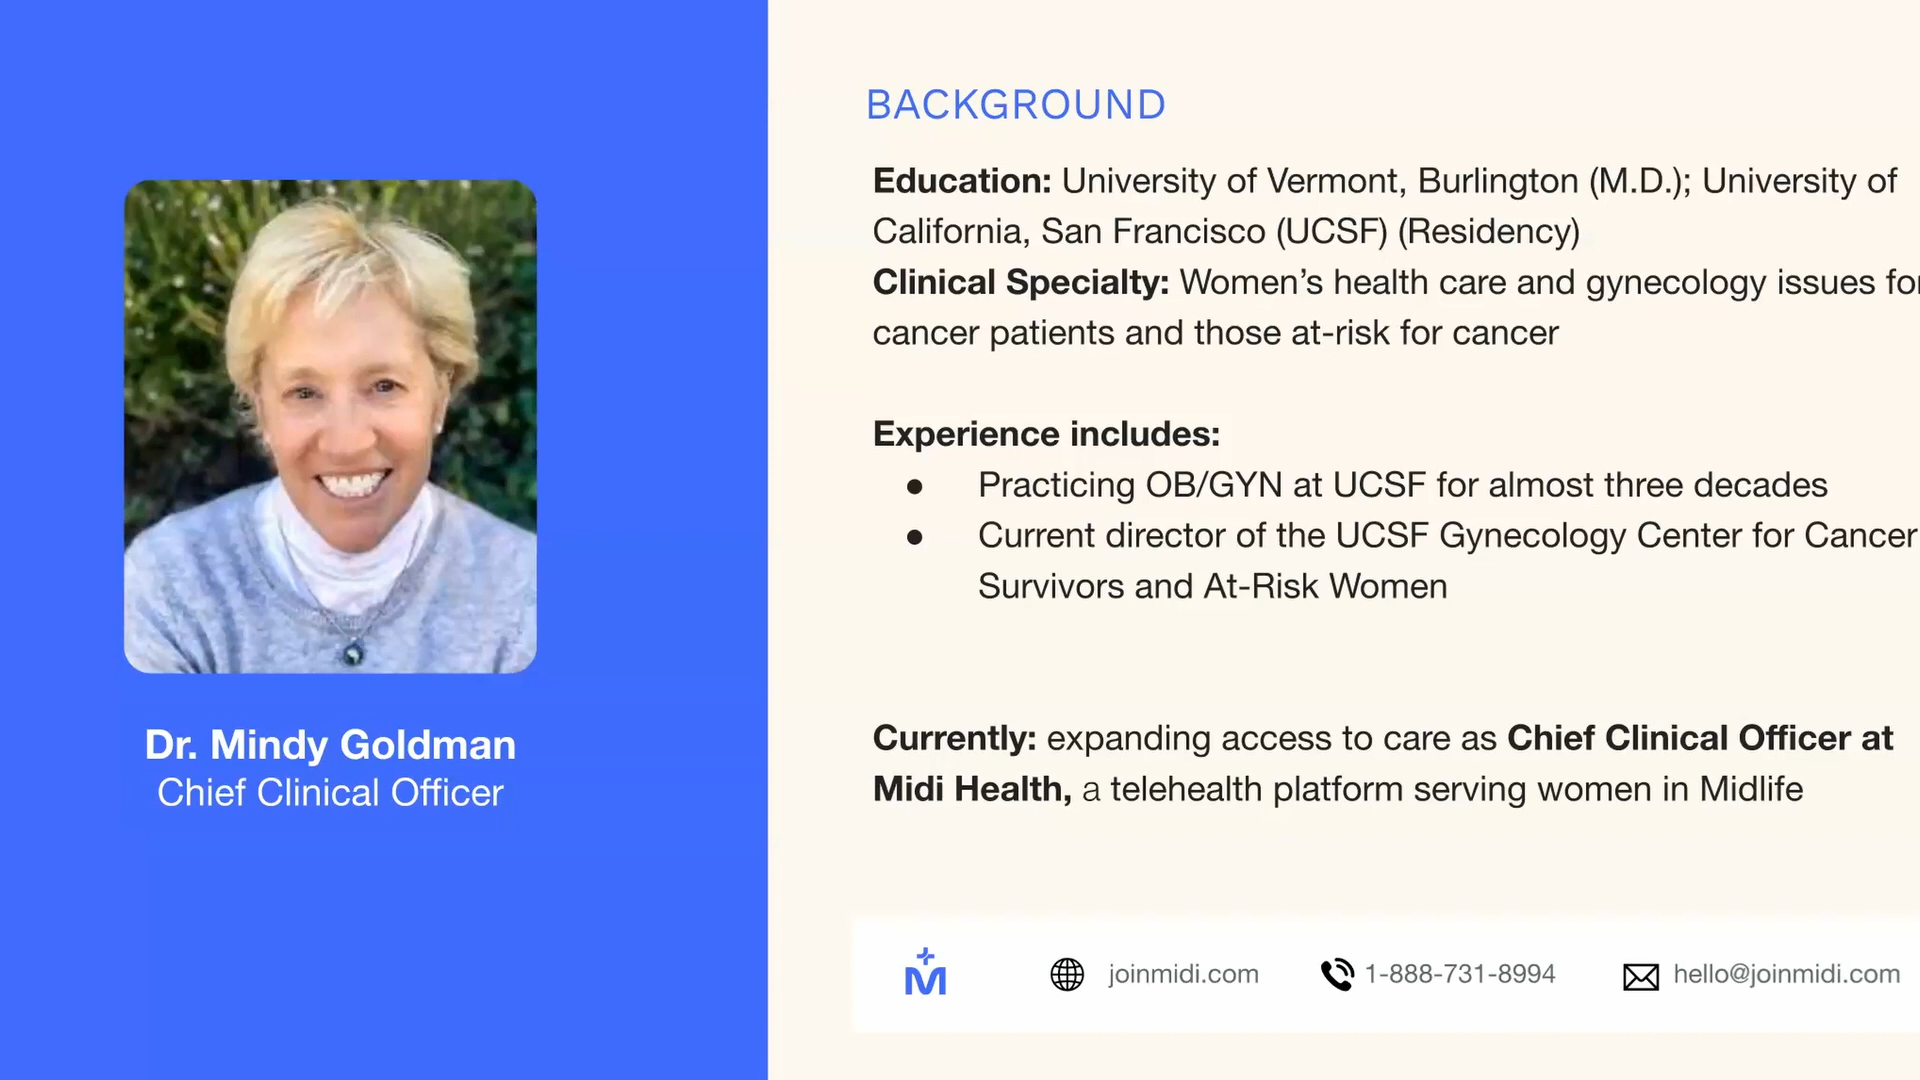 BACKGROUND
Education: University of Vermont, Burlington (M.D.); University of
California, San Francisco (UCSF) (Residency)
Clinical Specialty: Women’s health care and gynecology issues for
cancer patients and those at-risk for cancer
Experience includes:
● Practicing OB/GYN at UCSF for almost three decades
● Current director of the UCSF Gynecology Center for Cancer
Survivors and At-Risk Women
Currently: expanding access to care as Chief Clinical Officer at
Midi Health, a telehealth platform serving women in Midlife
Dr. Mindy Goldman
Chief Clinical Officer
joinmidi.com
1-888-731-8994
hello@joinmidi.com